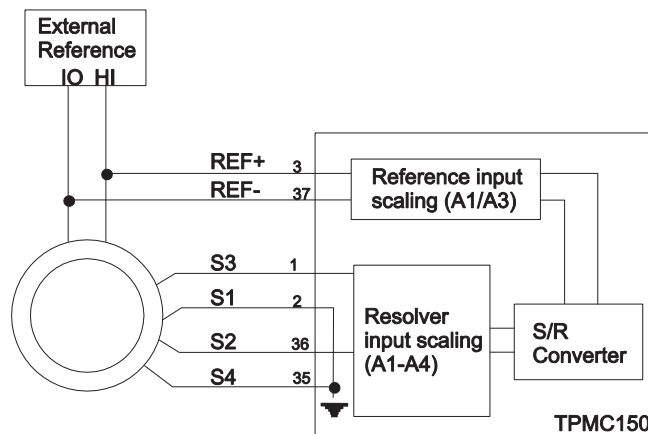 External
Reference
IO HI
REF+ 3
REF- 37
Reference input
scaling (A1/A3)
S3 1
S1 2
S2 36
S4 35
Resolver
input scaling
(A1-A4)
S/R
Converter
TPMC150